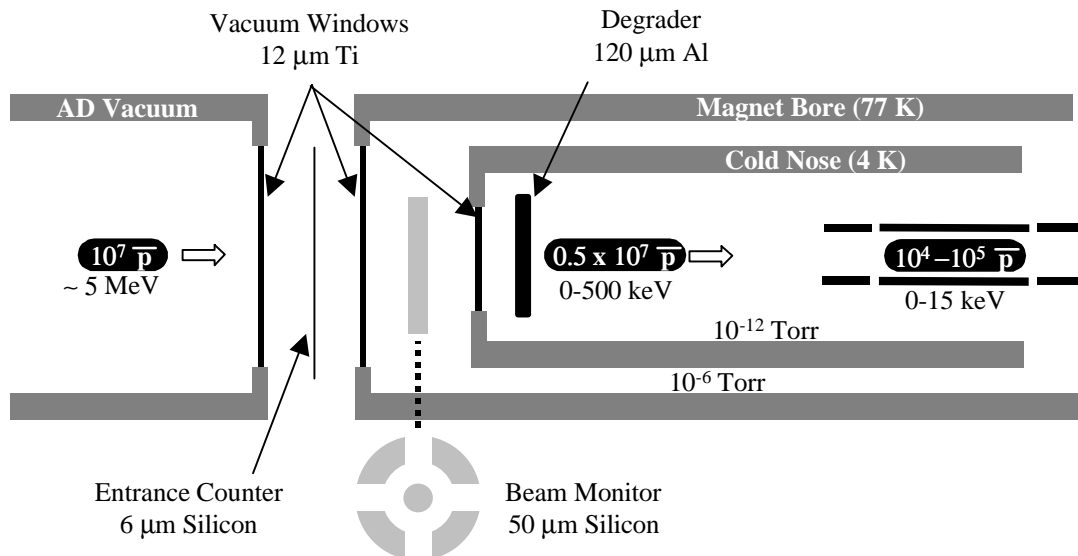 Vacuum Windows
12 μm Ti
Degrader
120 μm Al
AD Vacuum
Magnet Bore (77 K)
Cold Nose (4 K)
10⁷ p̅
~ 5 MeV
0.5 x 10⁷ p̅
0-500 keV
10⁴ –10⁵ p̅
0-15 keV
10⁻¹² Torr
10⁻⁶ Torr
Entrance Counter
6 μm Silicon
Beam Monitor
50 μm Silicon